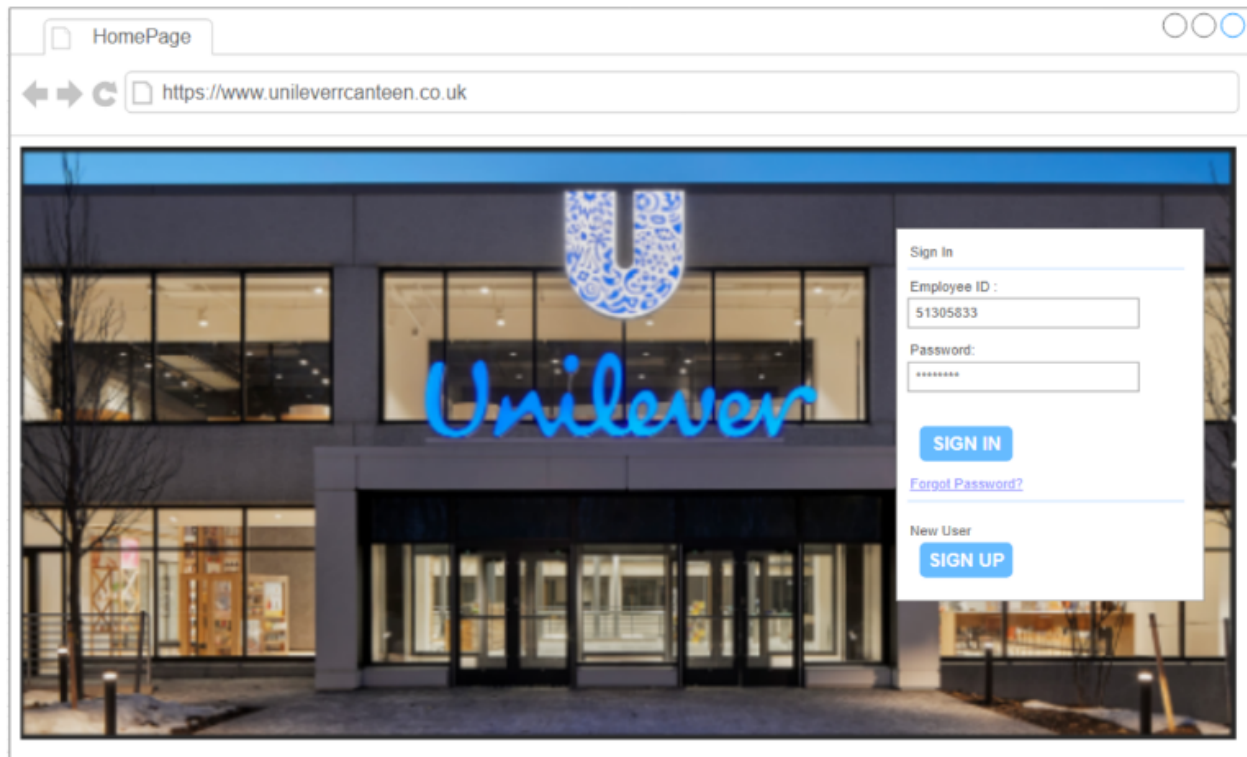 HomePage
https://www.unileverrcanteen.co.uk
Unilever
Sign In
Employee ID :
51305833
Password:
********
SIGN IN
Forgot Password?
New User
SIGN UP